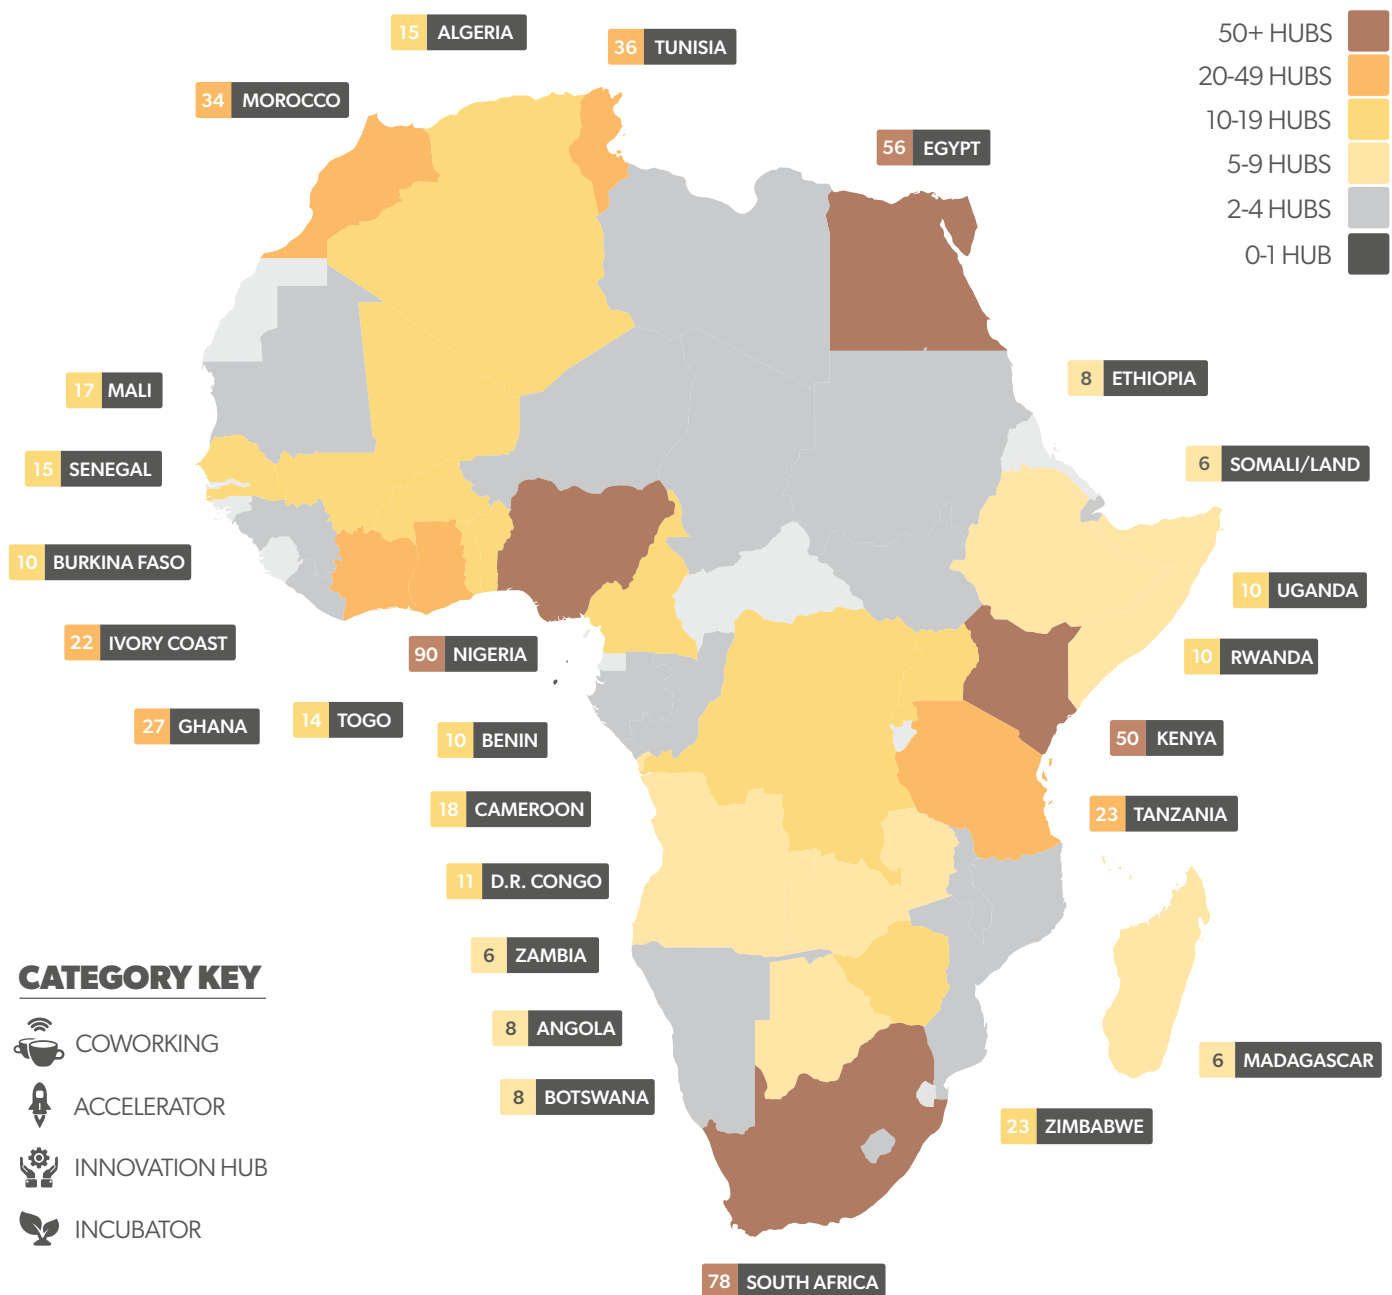 15 ALGERIA
36 TUNISIA
34 MOROCCO
56 EGYPT
50+ HUBS
20-49 HUBS
10-19 HUBS
5-9 HUBS
2-4 HUBS
0-1 HUB
8 ETHIOPIA
17 MALI
6 SOMALI/LAND
15 SENEGAL
10 BURKINA FASO
10 UGANDA
22 IVORY COAST
90 NIGERIA
10 RWANDA
27 GHANA
14 TOGO
10 BENIN
50 KENYA
18 CAMEROON
23 TANZANIA
11 D.R. CONGO
6 ZAMBIA
8 ANGOLA
6 MADAGASCAR
8 BOTSWANA
23 ZIMBABWE
78 SOUTH AFRICA
CATEGORY KEY
COWORKING
ACCELERATOR
INNOVATION HUB
INCUBATOR